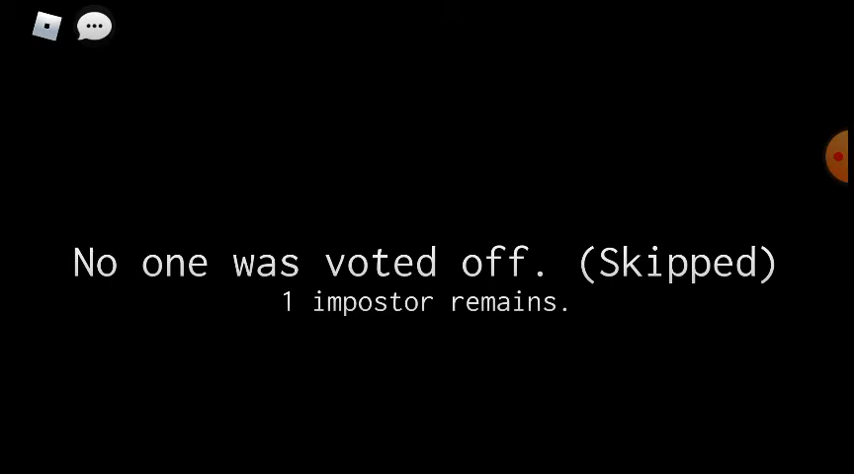 No one was voted off. (Skipped)
1 impostor remains.